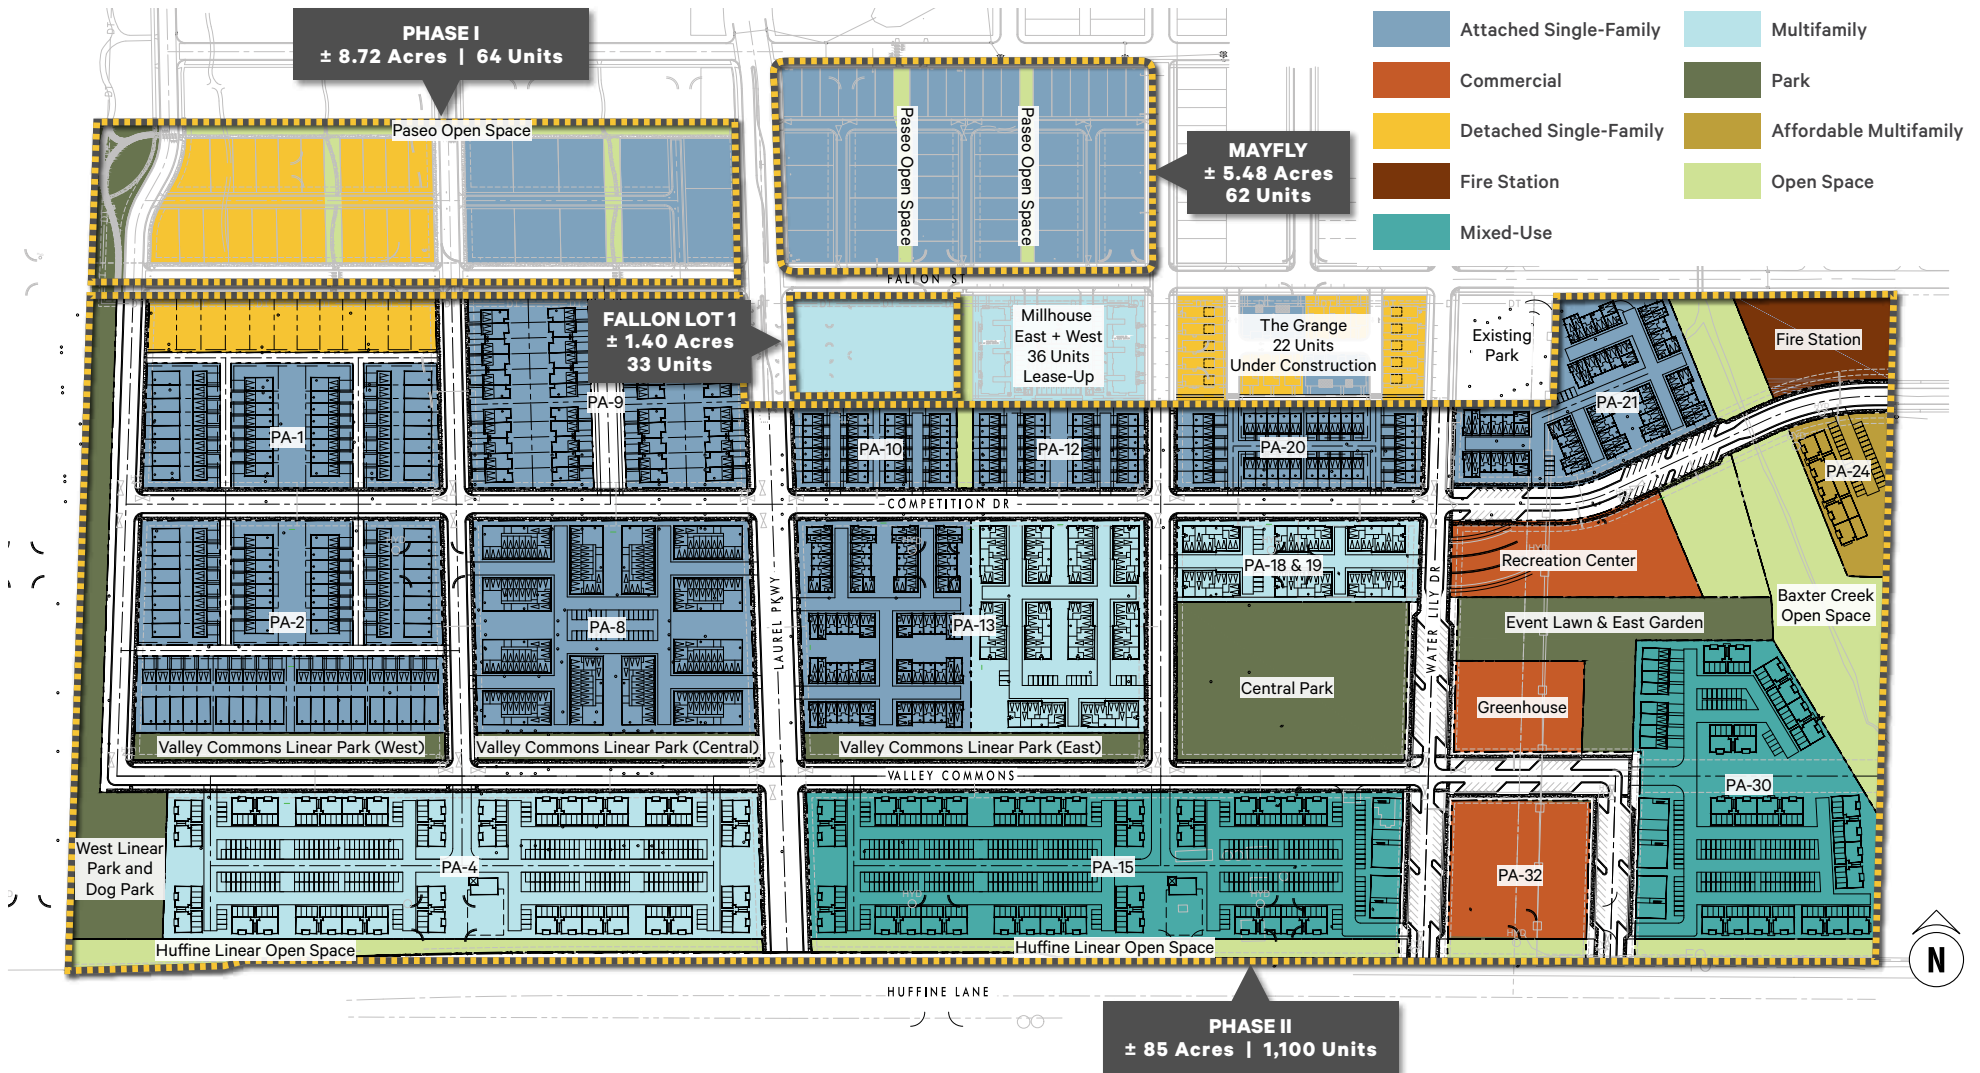 PHASE I
± 8.72 Acres | 64 Units
Attached Single-Family
Multifamily
Commercial
Park
Detached Single-Family
Affordable Multifamily
Fire Station
Open Space
Mixed-Use
Paseo Open Space
Paseo Open Space
Paseo Open Space
MAYFLY
± 5.48 Acres
62 Units
FALLON ST
FALLON LOT 1
± 1.40 Acres
33 Units
Millhouse
East + West
36 Units
Lease-Up
The Grange
22 Units
Under Construction
Existing
Park
Fire Station
PA-1
PA-9
PA-10
PA-12
PA-20
PA-21
PA-24
COMPETITION DR
PA-2
PA-8
LAUREL PKWY
PA-13
PA-18 & 19
WATER LILY DR
Recreation Center
Baxter Creek
Open Space
Event Lawn & East Garden
Central Park
Greenhouse
Valley Commons Linear Park (West)
Valley Commons Linear Park (Central)
Valley Commons Linear Park (East)
VALLEY COMMONS
PA-30
West Linear
Park and
Dog Park
PA-4
PA-15
PA-32
HYD
HYD
HYD
Huffine Linear Open Space
Huffine Linear Open Space
N
HUFFINE LANE
PHASE II
± 85 Acres | 1,100 Units